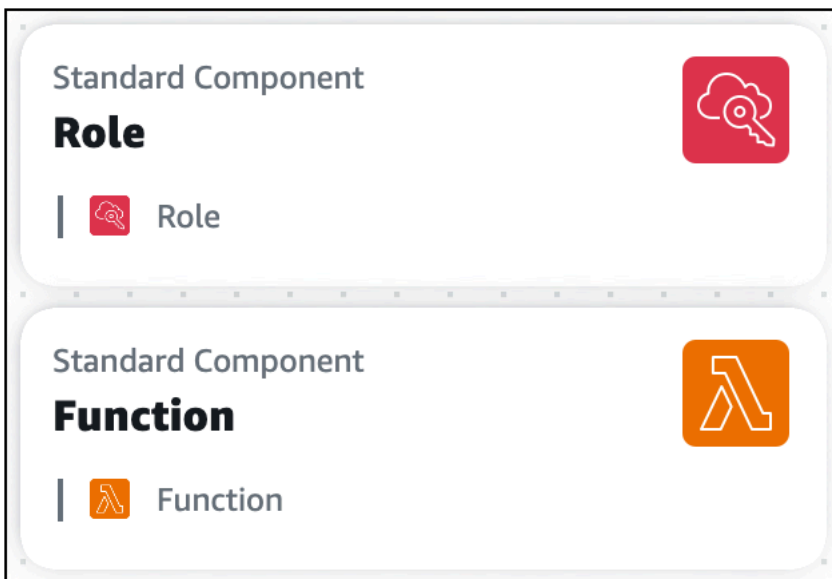 Standard Component
Role
Role
Standard Component
Function
Function